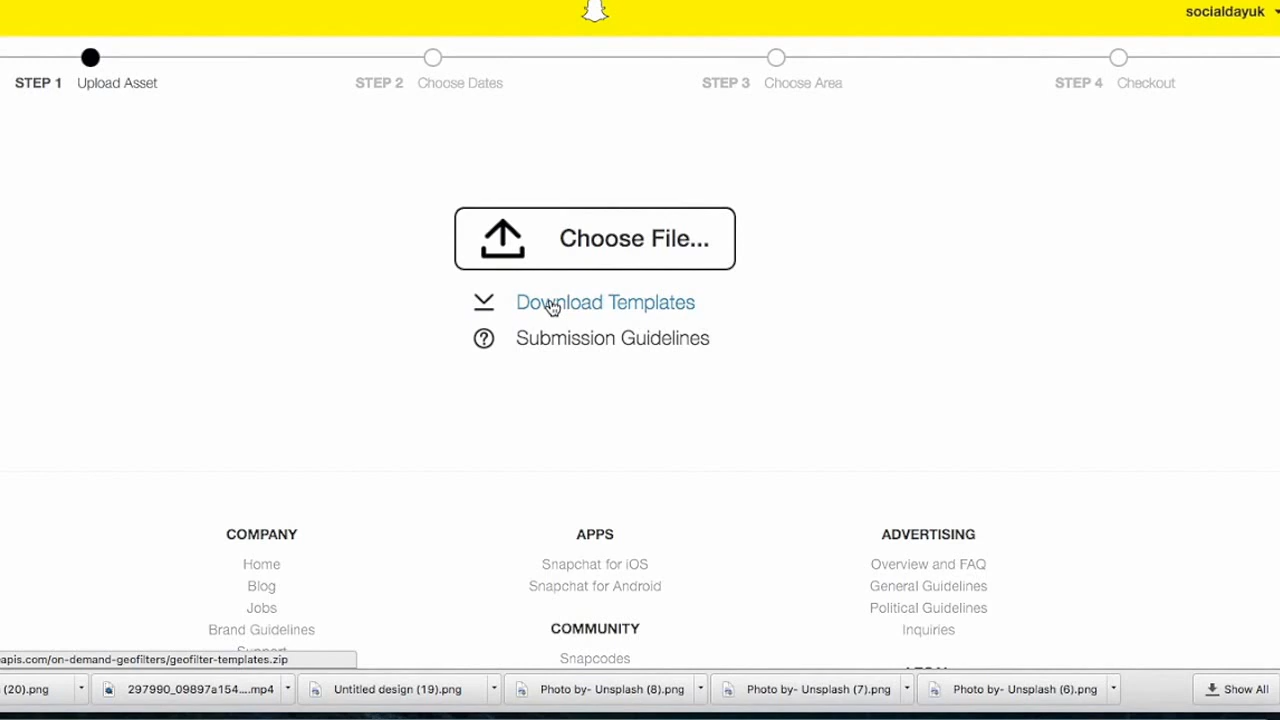 socialdayuk
STEP 1 Upload Asset
STEP 2 Choose Dates
STEP 3 Choose Area
STEP 4 Checkout
Choose File...
Download Templates
Submission Guidelines
COMPANY
Home
Blog
Jobs
Brand Guidelines
Support
APPS
Snapchat for iOS
Snapchat for Android
COMMUNITY
Snapcodes
ADVERTISING
Overview and FAQ
General Guidelines
Political Guidelines
Inquiries
apis.com/on-demand-geofilters/geofilter-templates.zip
(20).png
297990_09897a154....mp4
Untitled design (19).png
Photo by- Unsplash (8).png
Photo by- Unsplash (7).png
Photo by- Unsplash (6).png
Show All